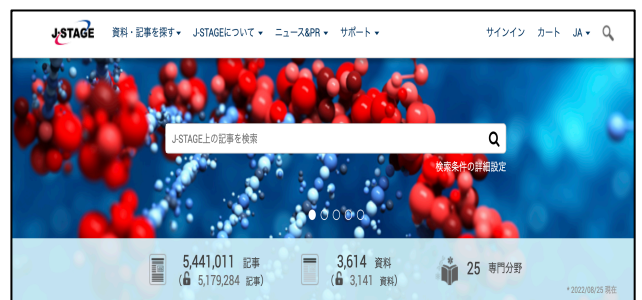 J-STAGE 資料・記事を探す▾ J-STAGEについて▾ ニュース&PR▾ サポート▾ サインイン カート JA▾
J-STAGE上の記事を検索
検索条件の詳細設定
5,441,011 記事 3,614 資料 25 専門分野
( 5,179,284 記事) ( 3,141 資料)
* 2022/08/25 現在